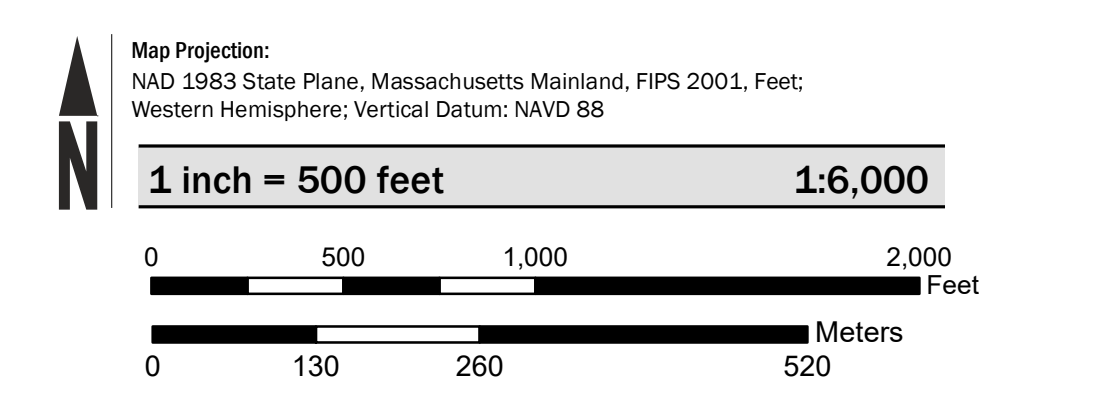 Map Projection:
NAD 1983 State Plane, Massachusetts Mainland, FIPS 2001, Feet;
Western Hemisphere; Vertical Datum: NAVD 88
N
1 inch = 500 feet 1:6,000
0 500 1,000 2,000
Feet
Meters
0 130 260 520